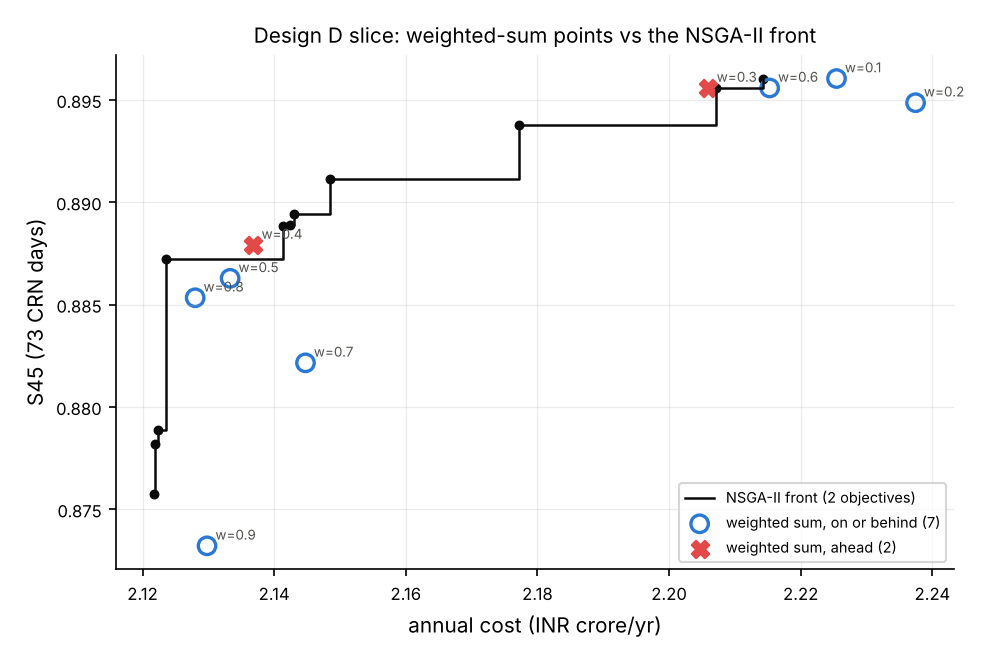 Design D slice: weighted-sum points vs the NSGA-II front
S45 (73 CRN days)
0.895
0.890
0.885
0.880
0.875
w=0.3
w=0.6
w=0.1
w=0.2
w=0.4
w=0.5
w=0.8
w=0.7
w=0.9
NSGA-II front (2 objectives)
weighted sum, on or behind (7)
weighted sum, ahead (2)
2.12
2.14
2.16
2.18
2.20
2.22
2.24
annual cost (INR crore/yr)